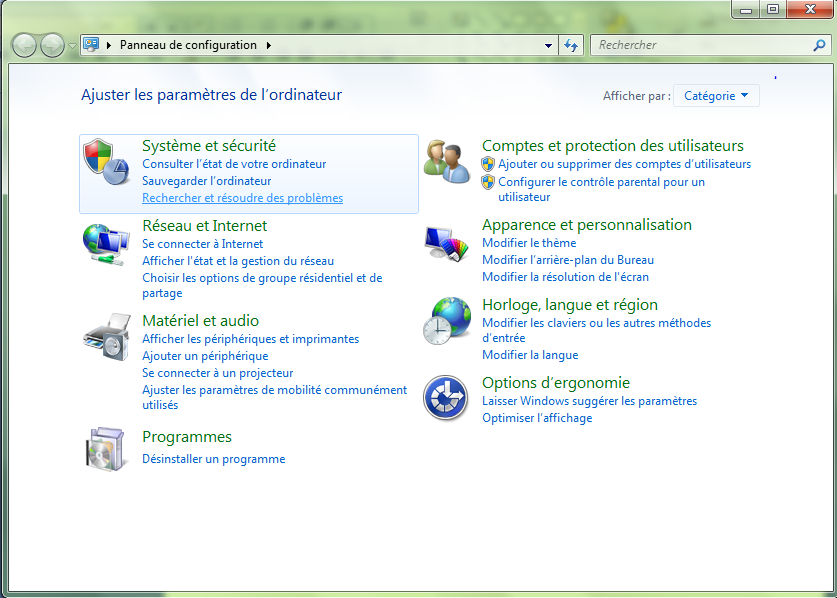 Panneau de configuration
Rechercher
Ajuster les paramètres de l'ordinateur
Afficher par :
Catégorie
Système et sécurité
Consulter l'état de votre ordinateur
Sauvegarder l'ordinateur
Rechercher et résoudre des problèmes
Réseau et Internet
Se connecter à Internet
Afficher l'état et la gestion du réseau
Choisir les options de groupe résidentiel et de
partage
Matériel et audio
Afficher les périphériques et imprimantes
Ajouter un périphérique
Se connecter à un projecteur
Ajuster les paramètres de mobilité communément
utilisés
Programmes
Désinstaller un programme
Comptes et protection des utilisateurs
Ajouter ou supprimer des comptes d'utilisateurs
Configurer le contrôle parental pour un
utilisateur
Apparence et personnalisation
Modifier le thème
Modifier l'arrière-plan du Bureau
Modifier la résolution de l'écran
Horloge, langue et région
Modifier les claviers ou les autres méthodes
d'entrée
Modifier la langue
Options d'ergonomie
Laisser Windows suggérer les paramètres
Optimiser l'affichage